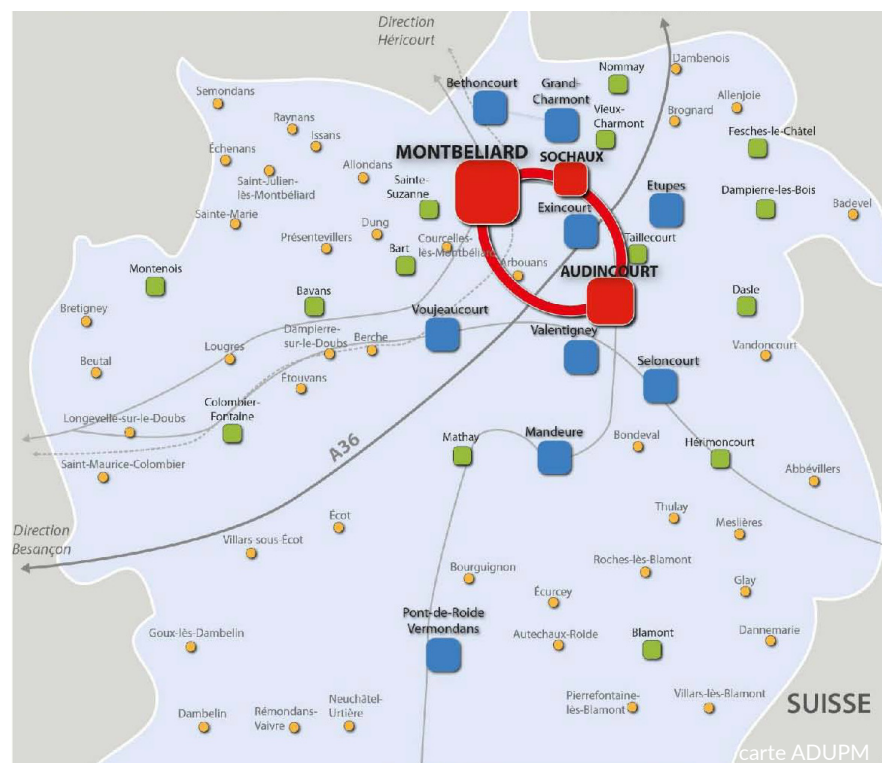 Direction
Héricourt
Dambenois
Nommay
Semondans
Bethoncourt
Grand-
Charmont
Allenjoie
Vieux-
Charmont
Brognard
Raynans
Issans
Fesches-le-Châtel
Échenans
MONTBELIARD
SOCHAUX
Allondans
Saint-Julien
lès-Montbéliard
Sainte-
Suzanne
Etupes
Dampierre-les-Bois
Badevel
Sainte-Marie
Exincourt
Dung
Présentevillers
Courcelles
-lès-Montbéliard
Taillecourt
Bart
Arbouans
Montenois
AUDINCOURT
Bavans
Dasle
Bretigney
Voujeaucourt
Dampierre-
sur-le-Doubs
Berche
Valentigney
Vandoncourt
Lougres
Beutal
Seloncourt
Étouvans
Colombier-
Fontaine
Longevelle-sur-le-Doubs
A36
Mathay
Mandeure
Bondeval
Hérimoncourt
Saint-Maurice-Colombier
Abbévillers
Thulay
Écot
Meslières
Direction
Besançon
Villars-sous-Écot
Bourguignon
Roches-lès-Blamont
Glay
Écurcey
Pont-de-Roide
Vermondans
Goux-lès-Dambelin
Autechaux-Roide
Blamont
Dannemarie
Neuchâtel-
Urtière
Pierrefontaine
-lès-Blamont
Villars-lès-Blamont
SUISSE
Dambelin
Rémondans-
Vaivre
carte ADUPM